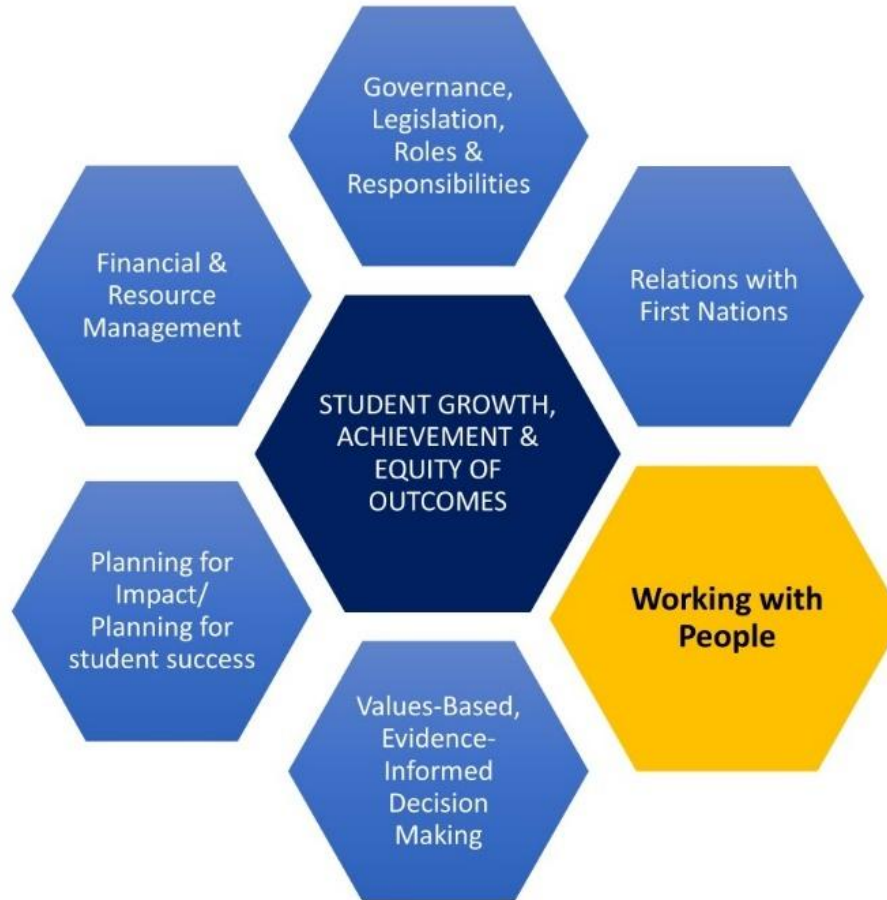 Governance,
Legislation,
Roles &
Responsibilities
Financial &
Resource
Management
Relations with
First Nations
STUDENT GROWTH,
ACHIEVEMENT &
EQUITY OF
OUTCOMES
Planning for
Impact/
Planning for
student success
Working with
People
Values-Based,
Evidence-
Informed
Decision
Making